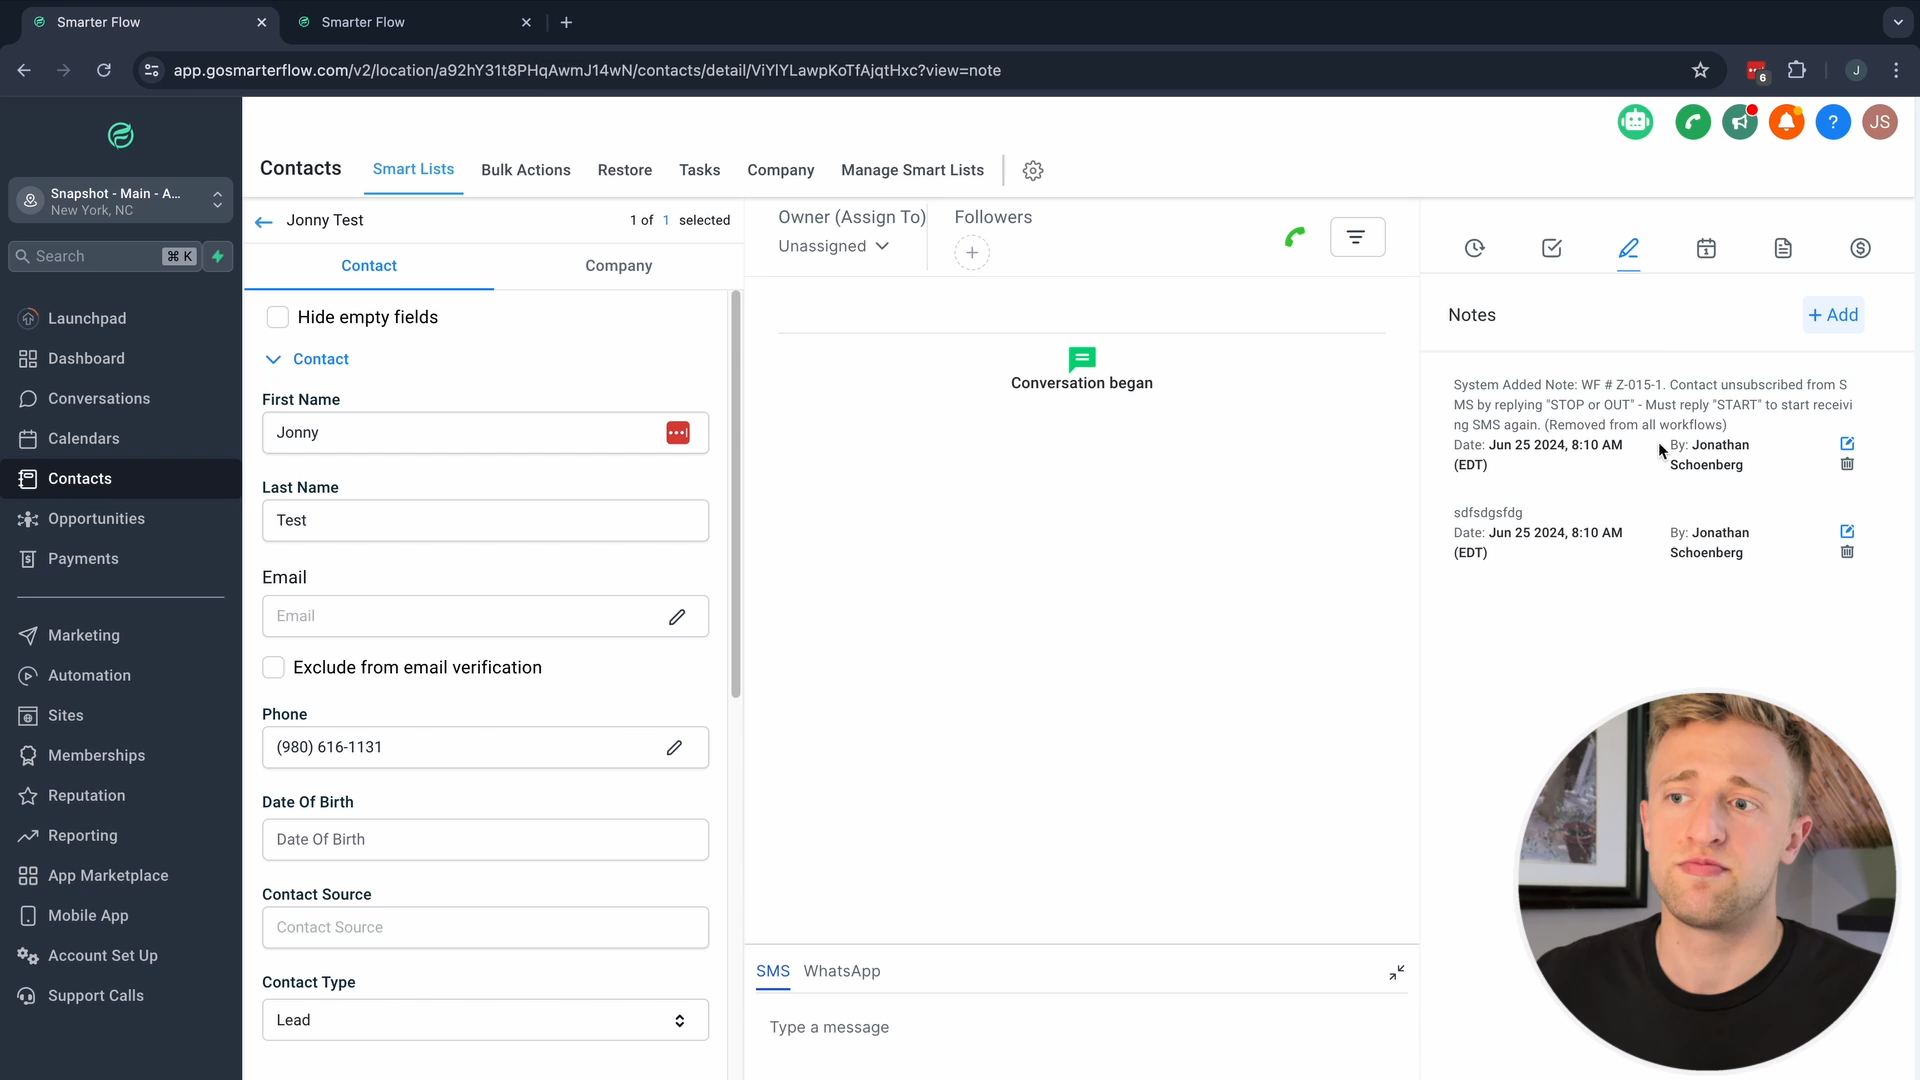 Smarter Flow
Smarter Flow
app.gosmarterflow.com/v2/location/a92hY31t8PHqAwmJ14wN/contacts/detail/ViYlYLawpKoTfAjqtHxc?view=note
6
J
Snapshot - Main - A...
New York, NC
Search
⌘ K
Launchpad
Dashboard
Conversations
Calendars
Contacts
Opportunities
Payments
Marketing
Automation
Sites
Memberships
Reputation
Reporting
App Marketplace
Mobile App
Account Set Up
Support Calls
?
JS
Contacts
Smart Lists
Bulk Actions
Restore
Tasks
Company
Manage Smart Lists
Jonny Test
1 of 1 selected
Contact
Company
Hide empty fields
Contact
First Name
Jonny
Last Name
Test
Email
Email
Exclude from email verification
Phone
(980) 616-1131
Date Of Birth
Date Of Birth
Contact Source
Contact Source
Contact Type
Lead
Owner (Assign To)
Unassigned
Followers
Conversation began
SMS
WhatsApp
Type a message
Notes
+ Add
System Added Note: WF # Z-015-1. Contact unsubscribed from S
MS by replying "STOP or OUT" - Must reply "START" to start receivi
ng SMS again. (Removed from all workflows)
Date: Jun 25 2024, 8:10 AM
(EDT)
By: Jonathan
Schoenberg
sdfsdgsfdg
Date: Jun 25 2024, 8:10 AM
(EDT)
By: Jonathan
Schoenberg